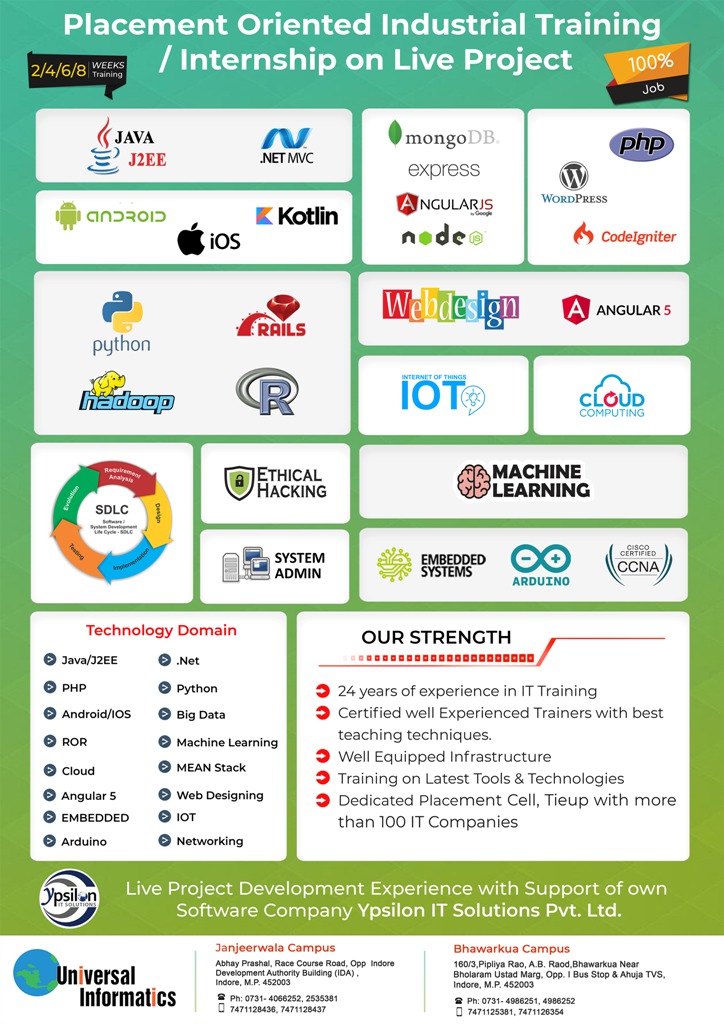 Placement Oriented Industrial Training
/ Internship on Live Project
2/4/6/8 WEEKS Training
100%
Job
JAVA
J2EE
.NET MVC
ANDROID
Kotlin
iOS
mongoDB.
express
ANGULARJS
by Google
node
JS
php
WORDPRESS
CodeIgniter
python
RAILS
hadoop
R
Webdesign
ANGULAR 5
INTERNET OF THINGS
IOT
CLOUD
COMPUTING
SDLC
Software /
System Development
Life Cycle - SDLC
Requirement
Analysis
Design
Implementation
Testing
Evolution
ETHICAL
HACKING
SYSTEM
ADMIN
MACHINE
LEARNING
EMBEDDED
SYSTEMS
ARDUINO
CISCO
CERTIFIED
CCNA
Technology Domain
Java/J2EE
.Net
PHP
Python
Android/IOS
Big Data
ROR
Machine Learning
Cloud
MEAN Stack
Angular 5
Web Designing
EMBEDDED
IOT
Arduino
Networking
OUR STRENGTH
24 years of experience in IT Training
Certified well Experienced Trainers with best
teaching techniques.
Well Equipped Infrastructure
Training on Latest Tools & Technologies
Dedicated Placement Cell, Tieup with more
than 100 IT Companies
Ypsilon
IT SOLUTIONS
Live Project Development Experience with Support of own
Software Company Ypsilon IT Solutions Pvt. Ltd.
Universal
Informatics
Janjeerwala Campus
Abhay Prashal, Race Course Road, Opp Indore
Development Authority Building (IDA) ,
Indore, M.P. 452003
Ph: 0731- 4066252, 2535381
7471128436, 7471128437
Bhawarkua Campus
160/3,Pipliya Rao, A.B. Raod,Bhawarkua Near
Bholaram Ustad Marg, Opp. I Bus Stop & Ahuja TVS,
Indore, M.P. 452003
Ph: 0731- 4986251, 4986252
7471125381, 7471126354